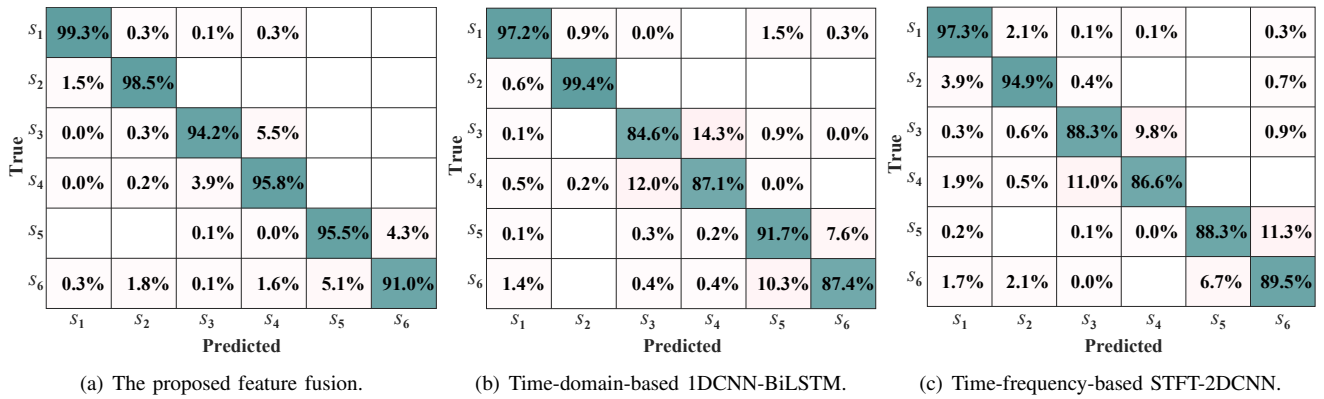 S1 99.3% 0.3% 0.1% 0.3%
S2 1.5% 98.5%
S3 0.0% 0.3% 94.2% 5.5%
S4 0.0% 0.2% 3.9% 95.8%
S5 0.1% 0.0% 95.5% 4.3%
S6 0.3% 1.8% 0.1% 1.6% 5.1% 91.0%
S1 S2 S3 S4 S5 S6
True
Predicted
(a) The proposed feature fusion.
S1 97.2% 0.9% 0.0% 1.5% 0.3%
S2 0.6% 99.4%
S3 0.1% 84.6% 14.3% 0.9% 0.0%
S4 0.5% 0.2% 12.0% 87.1% 0.0%
S5 0.1% 0.3% 0.2% 91.7% 7.6%
S6 1.4% 0.4% 0.4% 10.3% 87.4%
S1 S2 S3 S4 S5 S6
True
Predicted
(b) Time-domain-based 1DCNN-BiLSTM.
S1 97.3% 2.1% 0.1% 0.1% 0.3%
S2 3.9% 94.9% 0.4% 0.7%
S3 0.3% 0.6% 88.3% 9.8% 0.9%
S4 1.9% 0.5% 11.0% 86.6%
S5 0.2% 0.1% 0.0% 88.3% 11.3%
S6 1.7% 2.1% 0.0% 6.7% 89.5%
S1 S2 S3 S4 S5 S6
True
Predicted
(c) Time-frequency-based STFT-2DCNN.